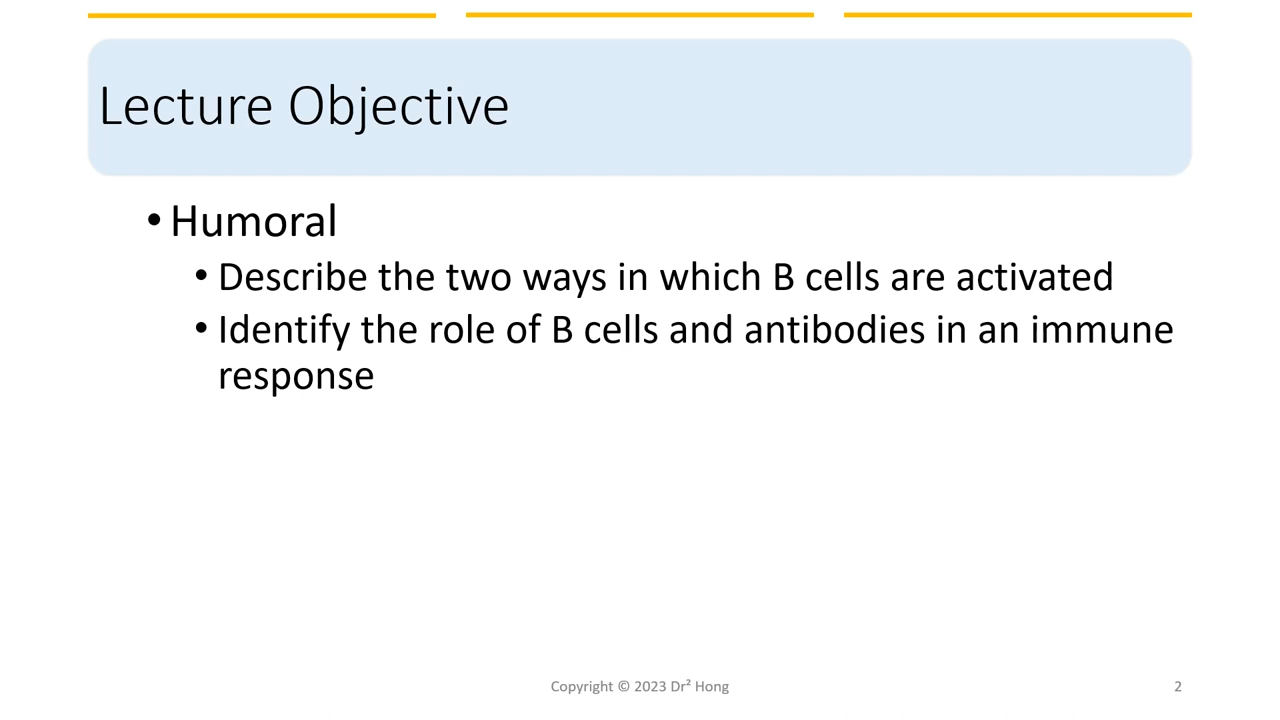 Lecture Objective
• Humoral
• Describe the two ways in which B cells are activated
• Identify the role of B cells and antibodies in an immune
response
Copyright © 2023 Dr² Hong
2